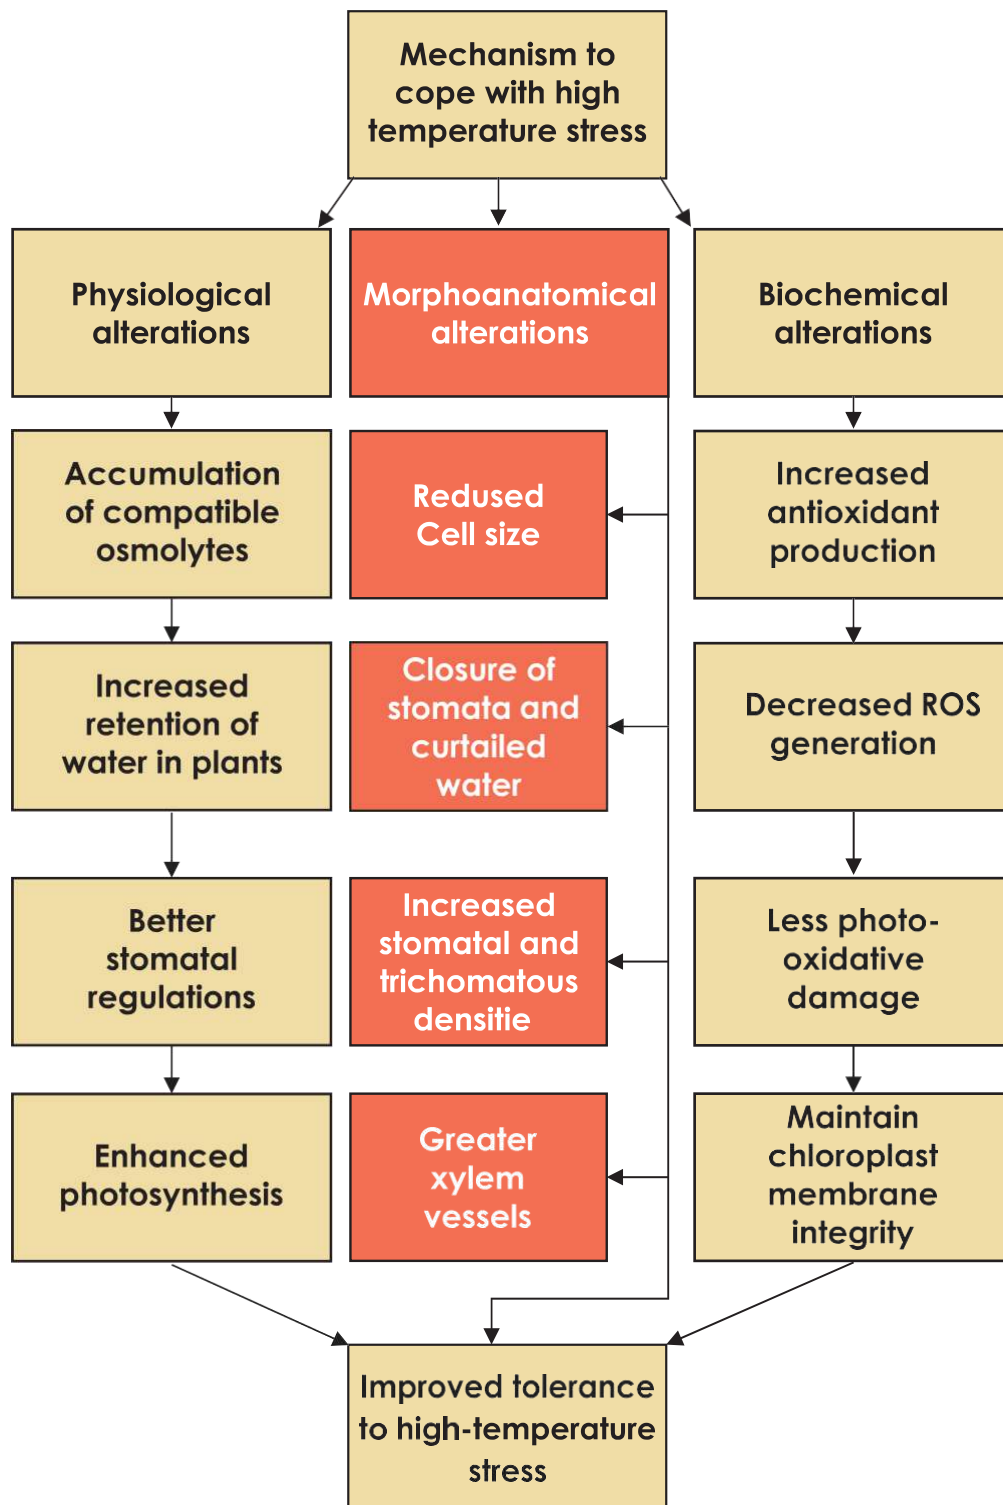 Mechanism to
cope with high
temperature stress
Physiological
alterations
Morphoanatomical
alterations
Biochemical
alterations
Accumulation
of compatible
osmolytes
Redused
Cell size
Increased
antioxidant
production
Increased
retention of
water in plants
Closure of
stomata and
curtailed
water
Decreased ROS
generation
Better
stomatal
regulations
Increased
stomatal and
trichomatous
densitie
Less photo-
oxidative
damage
Enhanced
photosynthesis
Greater
xylem
vessels
Maintain
chloroplast
membrane
integrity
Improved tolerance
to high-temperature
stress